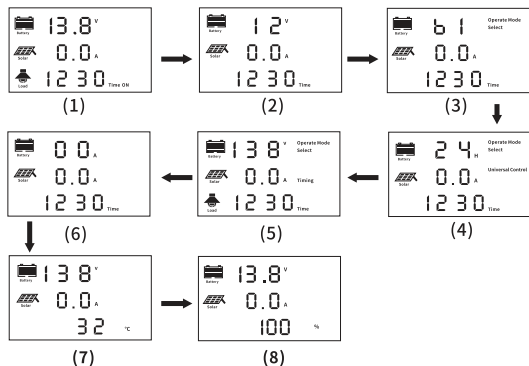 Battery 13.8 V
Solar 0.0 A
Load 1230 Time ON
(1)
Battery 12 V
Solar 0.0 A
1230 Time
(2)
Battery b1 Operate Mode
Select
Solar 0.0 A
1230 Time
(3)
Battery 24 H Operate Mode
Select
Universal Control
Solar 0.0 A
1230 Time
(4)
Battery 138 V Operate Mode
Select
Solar 0.0 A Timing
Load 1230 Time
(5)
Battery 00 A
Solar 0.0 A
1230 Time
(6)
Battery 138 V
Solar 0.0 A
32 °C
(7)
Battery 13.8 V
Solar 0.0 A
100 %
(8)